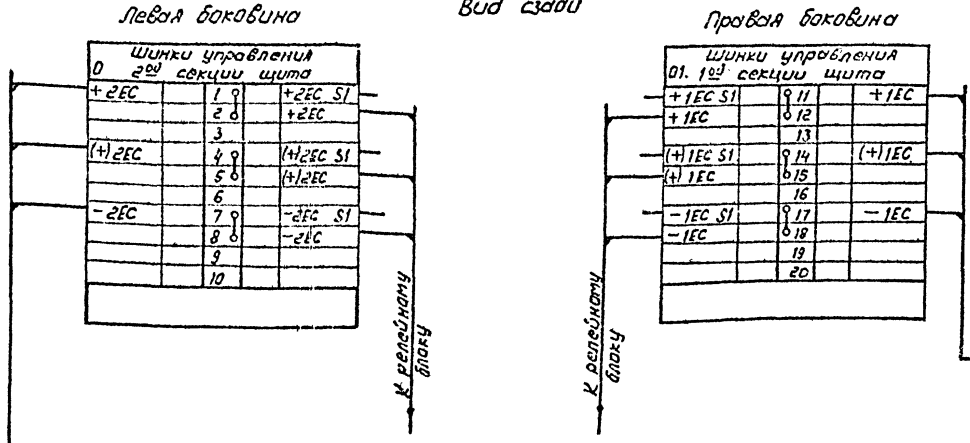 Вид сзади
Левая боковина
Шинки управления
0 2ой секции щита
+2ЕС 1 +2ЕС S1
2 +2ЕС
3
(+)2ЕС 4 (+)2ЕС S1
5 (+)2ЕС
6
-2ЕС 7 -2ЕС S1
8 -2ЕС
9
10
К релейному
блоку
Правая боковина
Шинки управления
01. 1ой секции щита
+1ЕС S1 11 +1ЕС
+1ЕС 12
13
(+)1ЕС S1 14 (+)1ЕС
(+)1ЕС 15
16
-1ЕС S1 17 -1ЕС
-1ЕС 18
19
20
К релейному
блоку